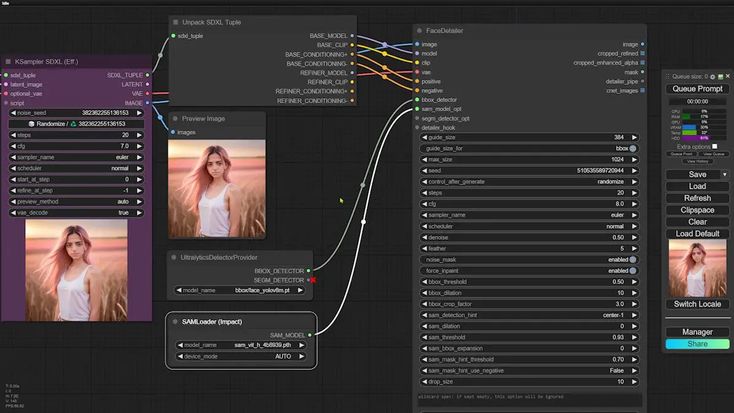 Idle
KSampler SDXL (Eff.)
sdxl_tuple SDXL_TUPLE
latent_image LATENT
optional_vae VAE
script IMAGE
noise_seed 382362255136153
Randomize / 382362255136153
steps 20
cfg 7.0
sampler_name euler
scheduler normal
start_at_step 0
refine_at_step -1
preview_method auto
vae_decode true
Unpack SDXL Tuple
sdxl_tuple BASE_MODEL
BASE_CLIP
BASE_CONDITIONING+
BASE_CONDITIONING-
REFINER_MODEL
REFINER_CLIP
REFINER_CONDITIONING+
REFINER_CONDITIONING-
Preview Image
images
UltralyticsDetectorProvider
BBOX_DETECTOR
SEGM_DETECTOR
model_name bbox/face_yolov8m.pt
SAMLoader (Impact)
SAM_MODEL
model_name sam_vit_h_4b8939.pth
device_mode AUTO
FaceDetailer
image image
model cropped_refined
clip cropped_enhanced_alpha
vae mask
positive detailer_pipe
negative cnet_images
bbox_detector
sam_model_opt
segm_detector_opt
detailer_hook
guide_size 384
guide_size_for bbox
max_size 1024
seed 510535589720944
control_after_generate randomize
steps 20
cfg 8.0
sampler_name euler
scheduler normal
denoise 0.50
feather 5
noise_mask enabled
force_inpaint enabled
bbox_threshold 0.50
bbox_dilation 10
bbox_crop_factor 3.0
sam_detection_hint center-1
sam_dilation 0
sam_threshold 0.93
sam_bbox_expansion 0
sam_mask_hint_threshold 0.70
sam_mask_hint_use_negative False
drop_size 10
wildcard spec: if kept empty, this option will be ignored
Queue size: 0
Queue Prompt
00:00:00
Extra options
Queue Front View Queue
View History
Save
Load
Refresh
Clipspace
Clear
Load Default
Switch Locale
Manager
Share